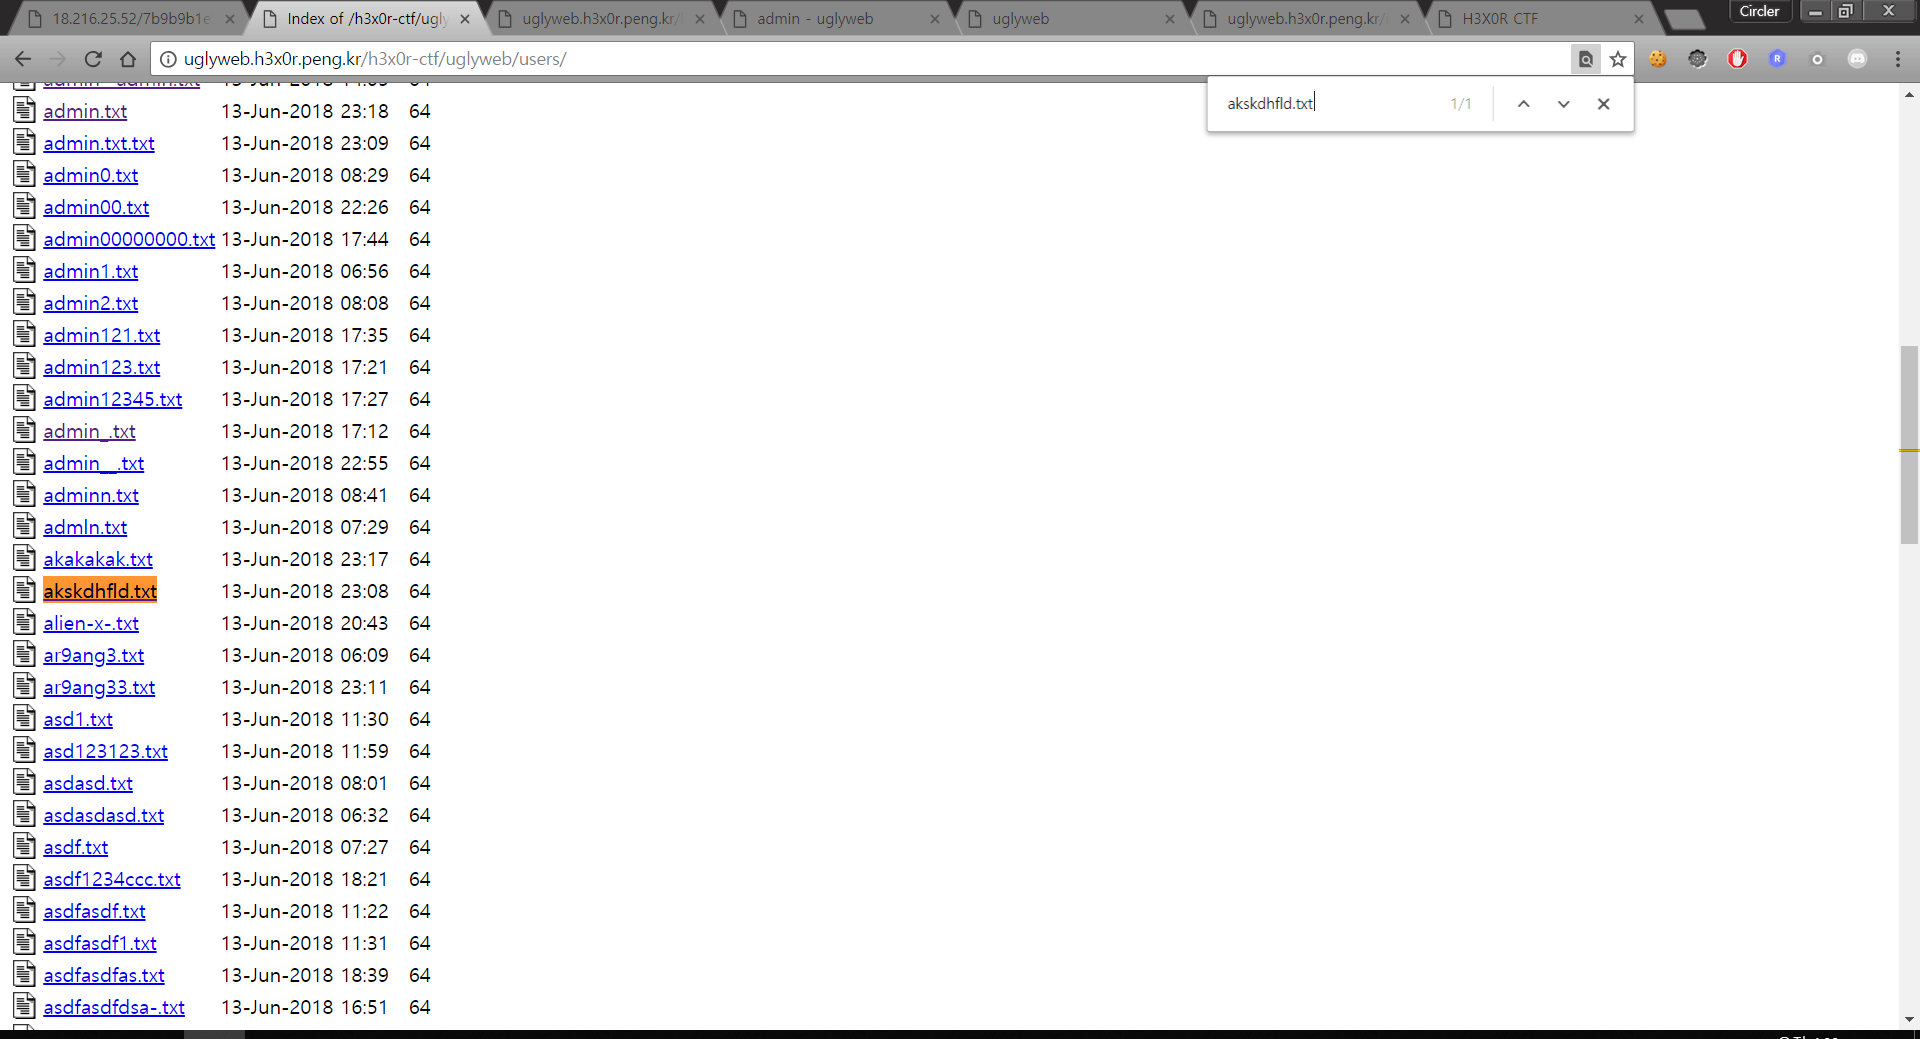 18.216.25.52/7b9b9b1e
Index of /h3x0r-ctf/ugly
uglyweb.h3x0r.peng.kr/
admin - uglyweb
uglyweb
uglyweb.h3x0r.peng.kr/
H3X0R CTF
Circler
uglyweb.h3x0r.peng.kr/h3x0r-ctf/uglyweb/users/
akskdhfld.txt 1/1
admin.txt 13-Jun-2018 23:18 64
admin.txt.txt 13-Jun-2018 23:09 64
admin0.txt 13-Jun-2018 08:29 64
admin00.txt 13-Jun-2018 22:26 64
admin00000000.txt 13-Jun-2018 17:44 64
admin1.txt 13-Jun-2018 06:56 64
admin2.txt 13-Jun-2018 08:08 64
admin121.txt 13-Jun-2018 17:35 64
admin123.txt 13-Jun-2018 17:21 64
admin12345.txt 13-Jun-2018 17:27 64
admin_.txt 13-Jun-2018 17:12 64
admin__.txt 13-Jun-2018 22:55 64
adminn.txt 13-Jun-2018 08:41 64
admln.txt 13-Jun-2018 07:29 64
akakakak.txt 13-Jun-2018 23:17 64
akskdhfld.txt 13-Jun-2018 23:08 64
alien-x-.txt 13-Jun-2018 20:43 64
ar9ang3.txt 13-Jun-2018 06:09 64
ar9ang33.txt 13-Jun-2018 23:11 64
asd1.txt 13-Jun-2018 11:30 64
asd123123.txt 13-Jun-2018 11:59 64
asdasd.txt 13-Jun-2018 08:01 64
asdasdasd.txt 13-Jun-2018 06:32 64
asdf.txt 13-Jun-2018 07:27 64
asdf1234ccc.txt 13-Jun-2018 18:21 64
asdfasdf.txt 13-Jun-2018 11:22 64
asdfasdf1.txt 13-Jun-2018 11:31 64
asdfasdfas.txt 13-Jun-2018 18:39 64
asdfasdfdsa-.txt 13-Jun-2018 16:51 64